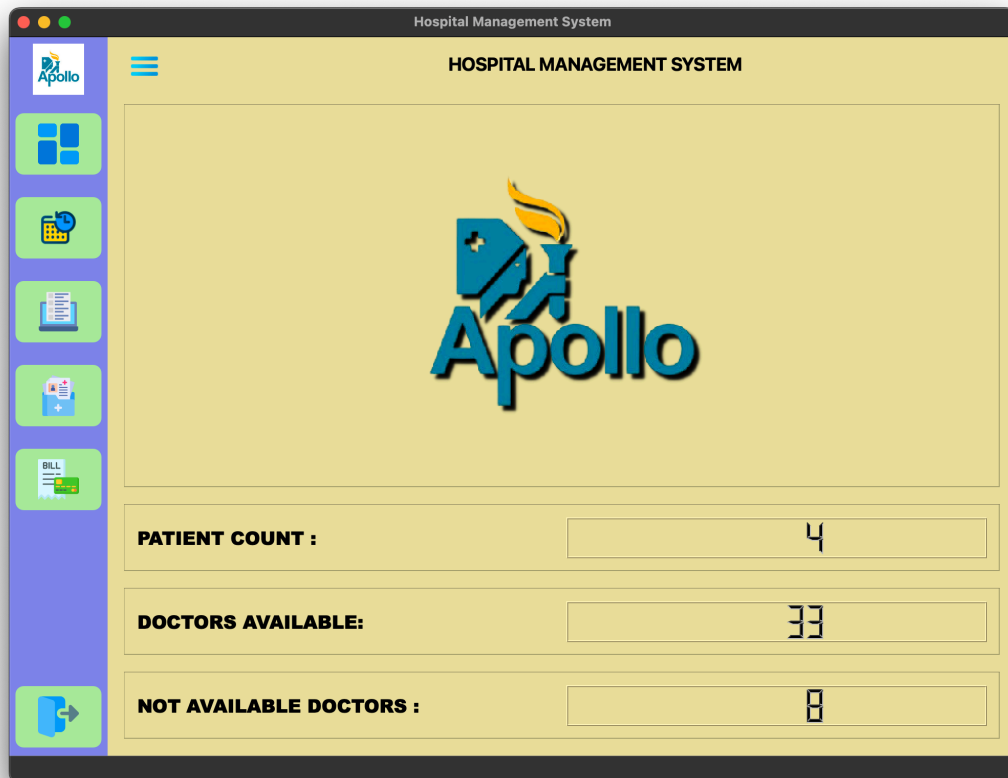 Hospital Management System
Apollo
HOSPITAL MANAGEMENT SYSTEM
Apollo
BILL
PATIENT COUNT :
4
DOCTORS AVAILABLE:
33
NOT AVAILABLE DOCTORS :
8